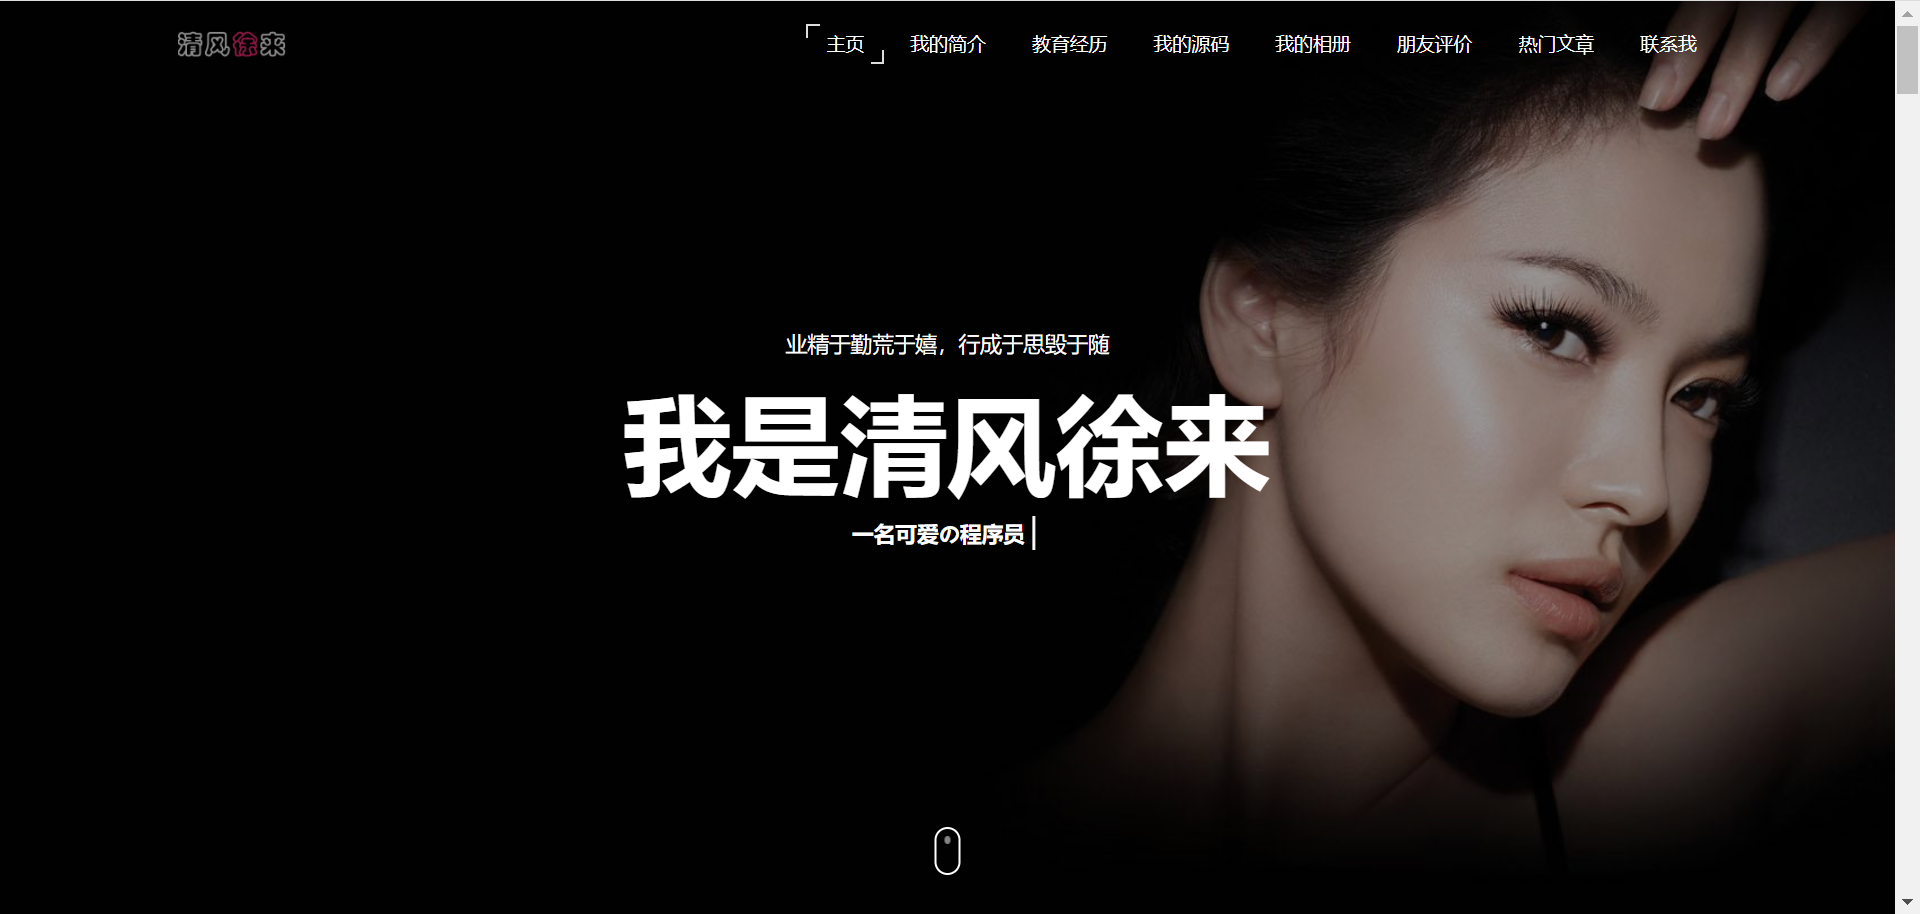 清风徐来
主页 我的简介 教育经历 我的源码 我的相册 朋友评价 热门文章 联系我
业精于勤荒于嬉，行成于思毁于随
我是清风徐来
一名可爱の程序员